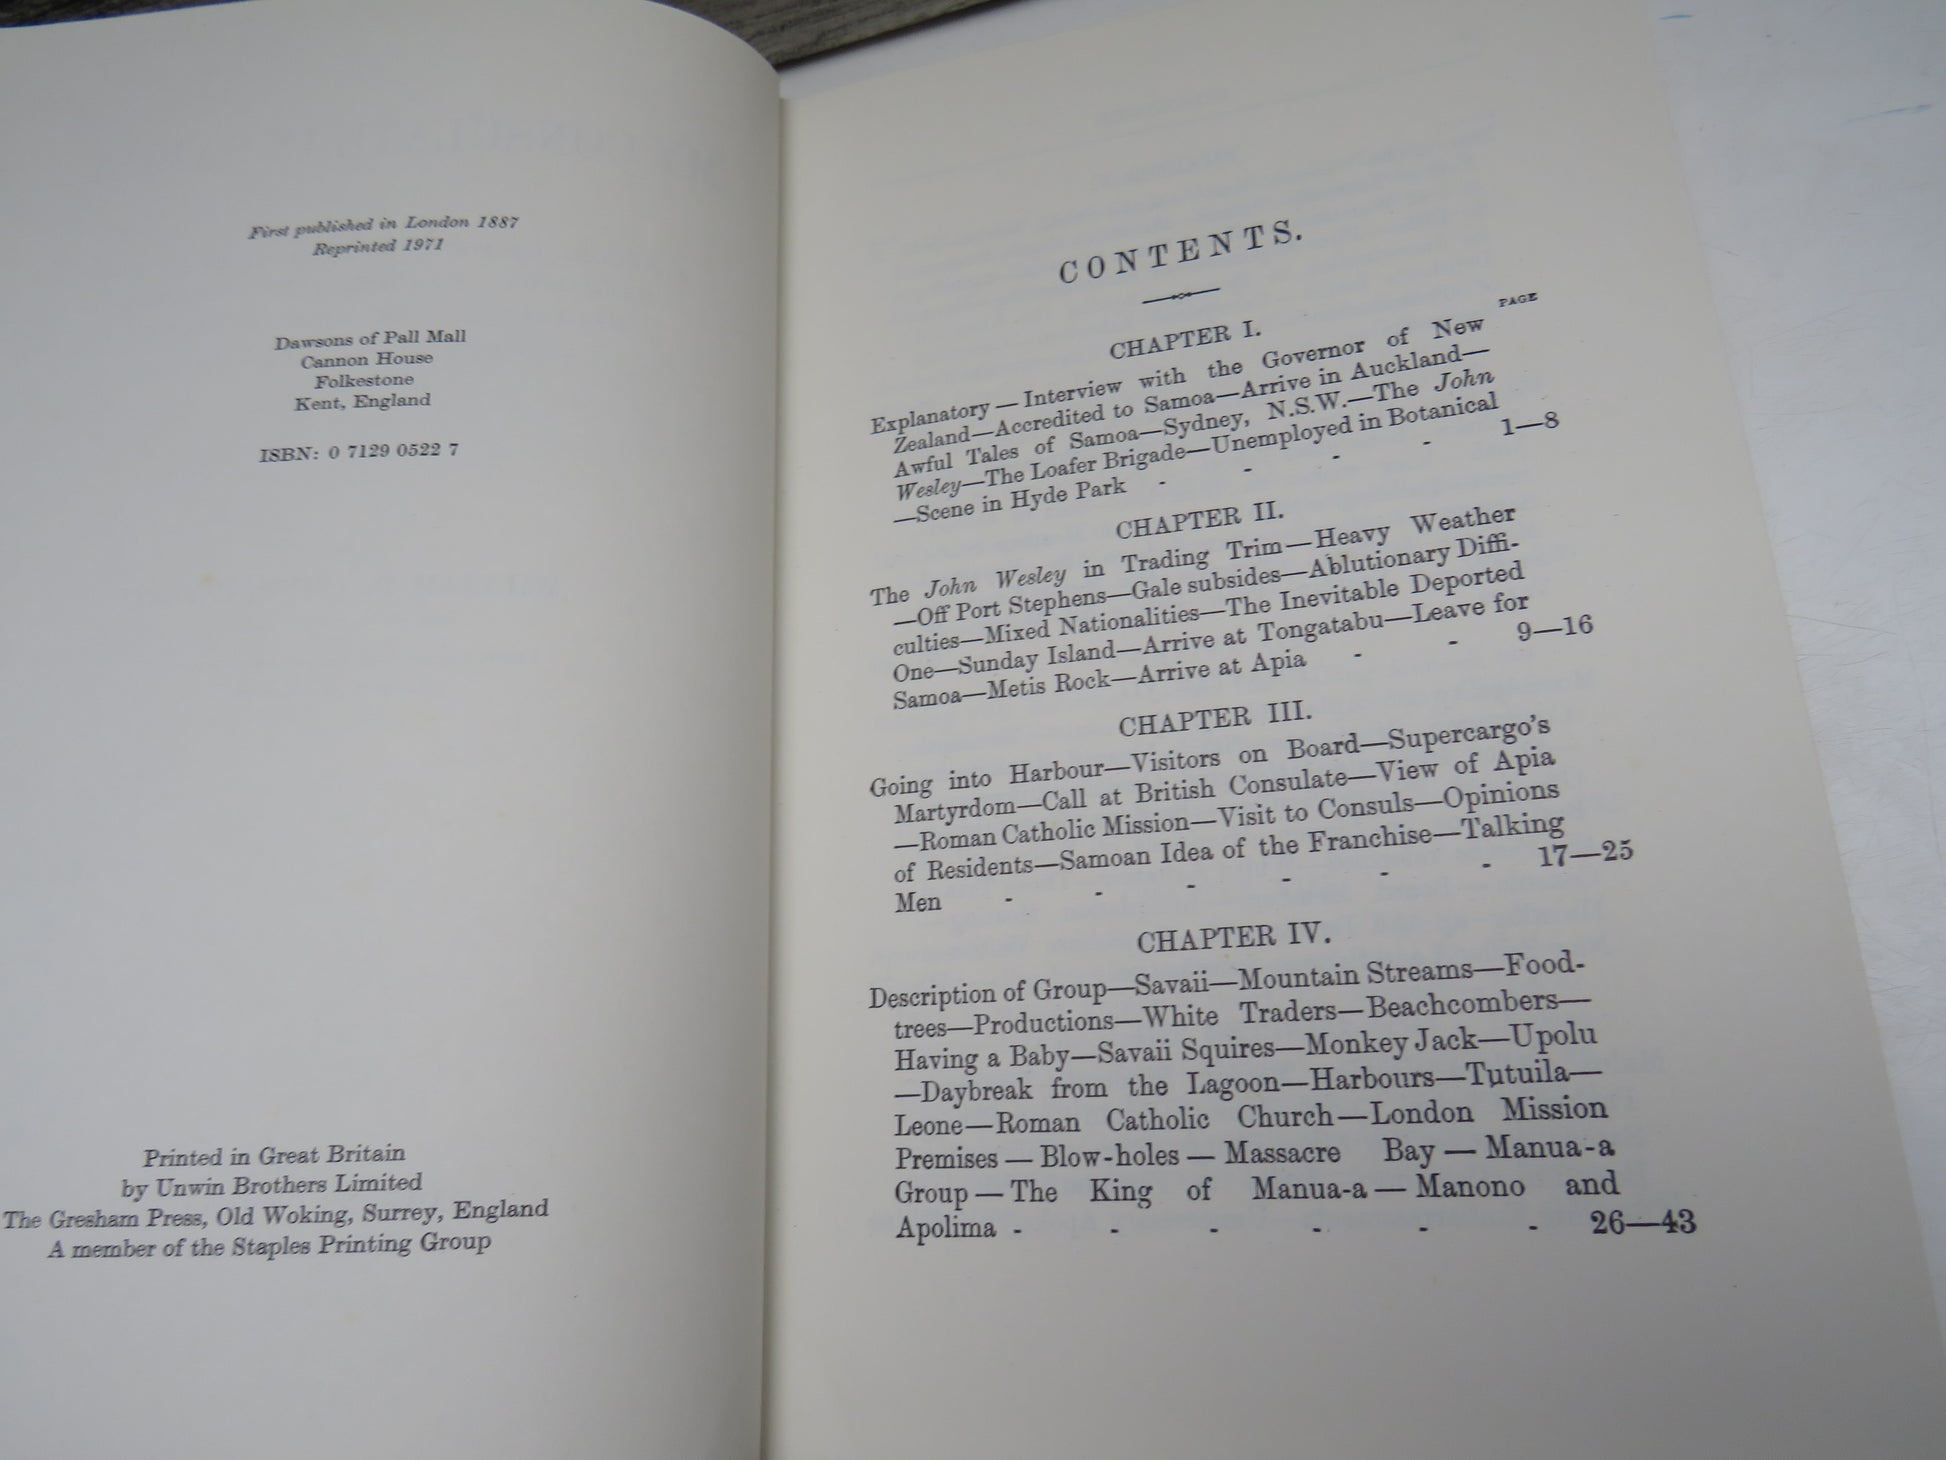 First published in London 1887
Reprinted 1971
Dawsons of Pall Mall
Cannon House
Folkestone
Kent, England
ISBN: 0 7129 0522 7
Printed in Great Britain
by Unwin Brothers Limited
The Gresham Press, Old Woking, Surrey, England
A member of the Staples Printing Group
CONTENTS.
PAGE
CHAPTER I.
Explanatory — Interview with the Governor of New
Zealand—Accredited to Samoa—Arrive in Auckland—
Awful Tales of Samoa—Sydney, N.S.W.—The John
Wesley—The Loafer Brigade—Unemployed in Botanical
—Scene in Hyde Park - - - - 1—8
CHAPTER II.
The John Wesley in Trading Trim—Heavy Weather
—Off Port Stephens—Gale subsides—Ablutionary Diffi-
culties—Mixed Nationalities—The Inevitable Deported
One—Sunday Island—Arrive at Tongatabu—Leave for
Samoa—Metis Rock—Arrive at Apia - - 9—16
CHAPTER III.
Going into Harbour—Visitors on Board—Supercargo's
Martyrdom—Call at British Consulate—View of Apia
—Roman Catholic Mission—Visit to Consuls—Opinions
of Residents—Samoan Idea of the Franchise—Talking
Men - - - - - - 17—25
CHAPTER IV.
Description of Group—Savaii—Mountain Streams—Food-
trees—Productions—White Traders—Beachcombers—
Having a Baby—Savaii Squires—Monkey Jack—Upolu
—Daybreak from the Lagoon—Harbours—Tutuila—
Leone—Roman Catholic Church—London Mission
Premises — Blow-holes — Massacre Bay — Manua-a
Group — The King of Manua-a — Manono and
Apolima - - - - - - 26—43